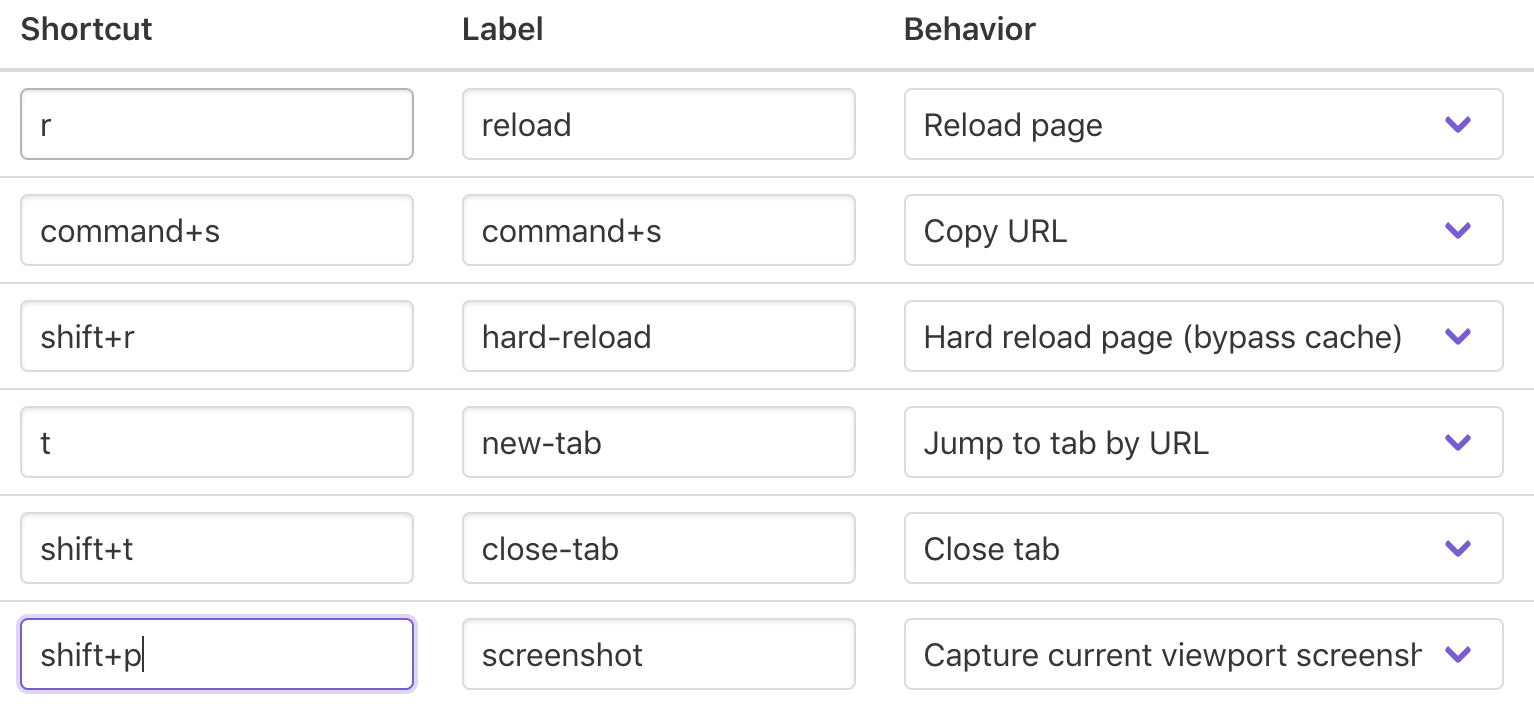 Shortcut Label Behavior
r reload Reload page
command+s command+s Copy URL
shift+r hard-reload Hard reload page (bypass cache)
t new-tab Jump to tab by URL
shift+t close-tab Close tab
shift+p screenshot Capture current viewport screensh